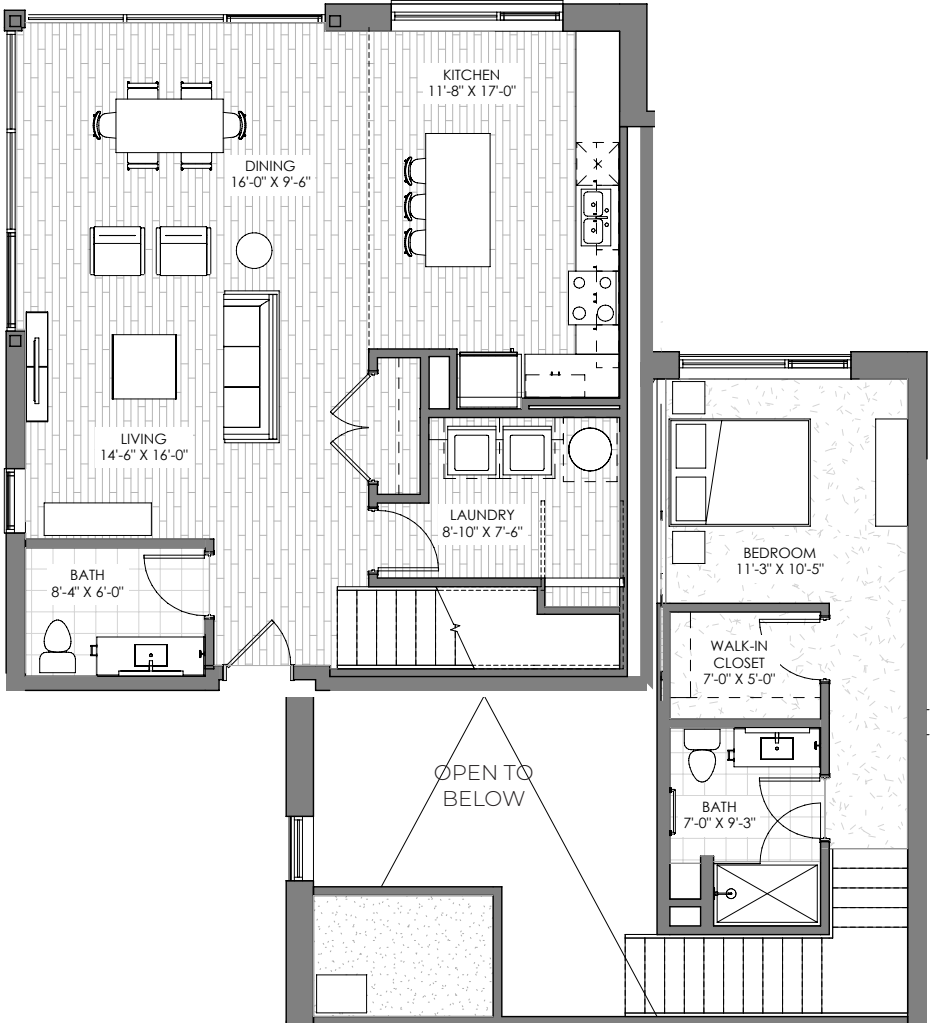 KITCHEN
11'-8" X 17'-0"
DINING
16'-0" X 9'-6"
LIVING
14'-6" X 16'-0"
LAUNDRY
8'-10" X 7'-6"
BATH
8'-4" X 6'-0"
BEDROOM
11'-3" X 10'-5"
WALK-IN
CLOSET
7'-0" X 5'-0"
OPEN TO
BELOW
BATH
7'-0" X 9'-3"